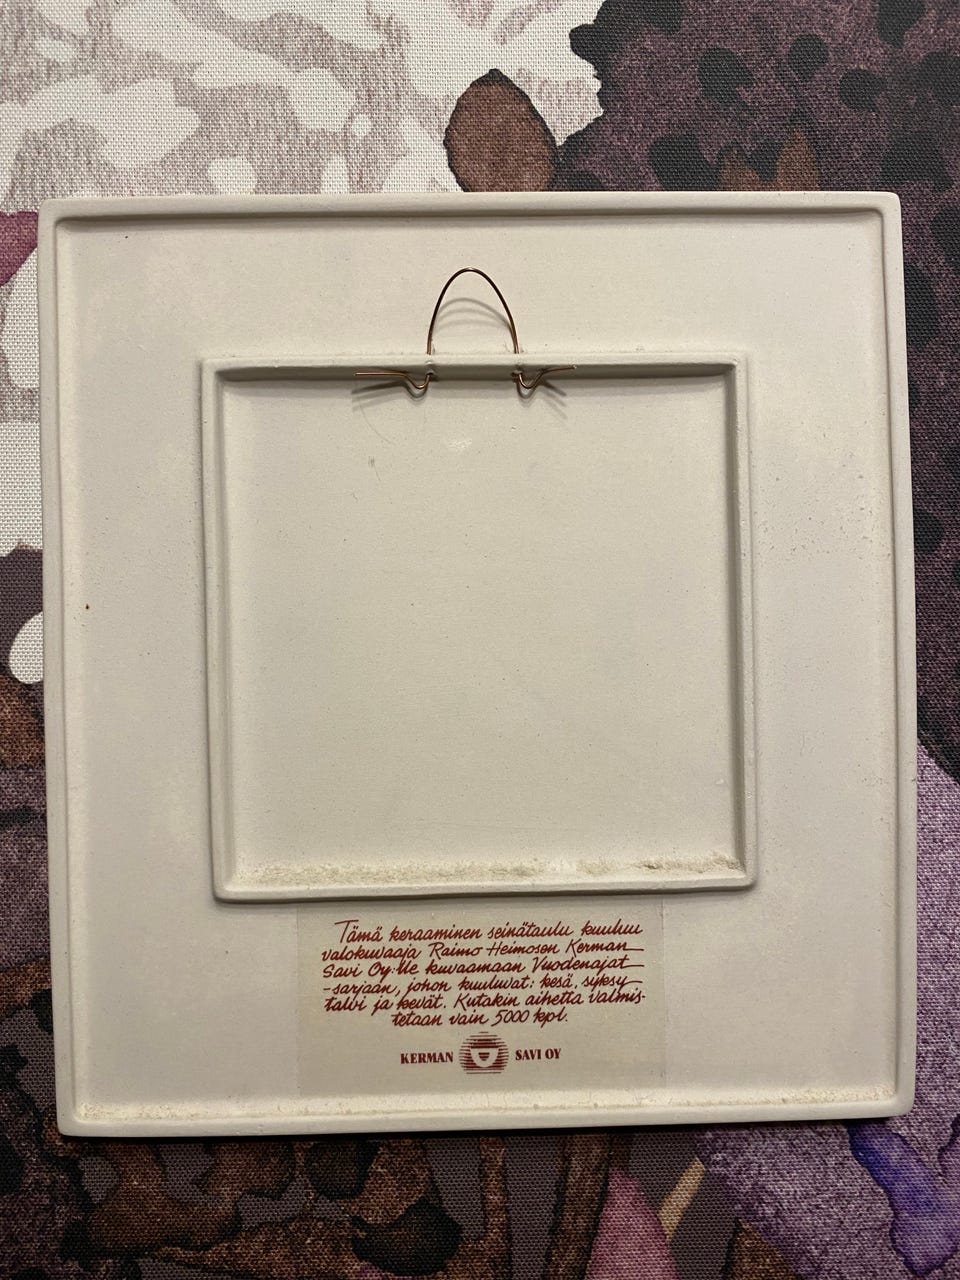 Tämä keraaminen seinätaulu kuuluu
valokuvaaja Raimo Heimosen Kerman
Savi Oy:lle kuvaamaan Vuodenajat
-sarjaan, johon kuuluvat: kesä, syksy
talvi ja kevät. Kutakin aihetta valmis-
tetaan vain 5000 kpl.
KERMAN SAVI OY